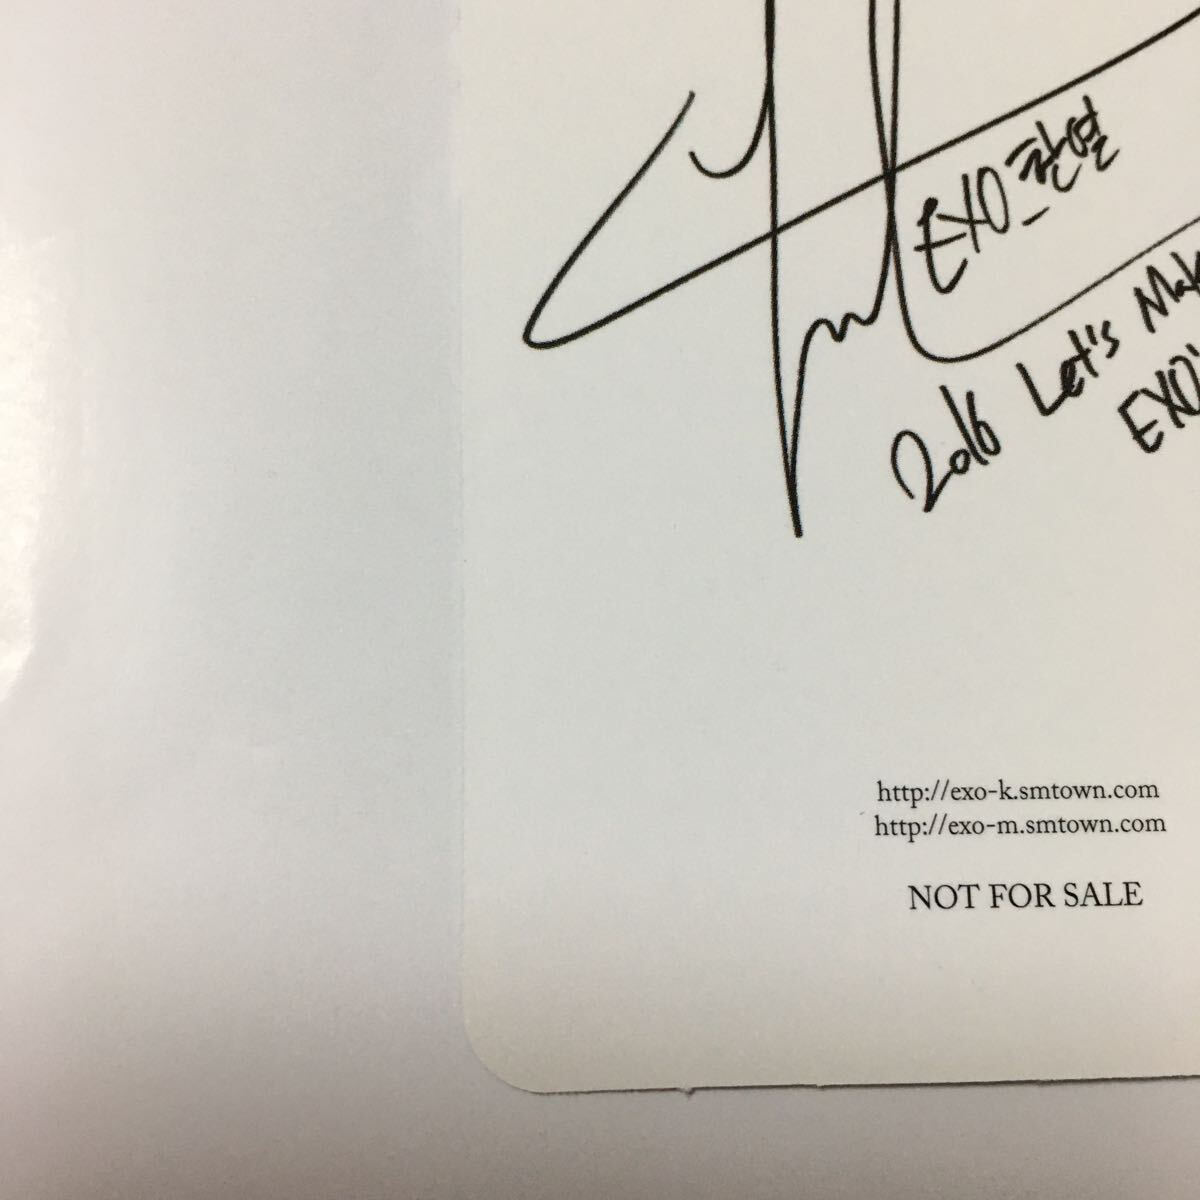 EXO_찬열
2016 Let's Mak
EXO'
http://exo-k.smtown.com
http://exo-m.smtown.com
NOT FOR SALE